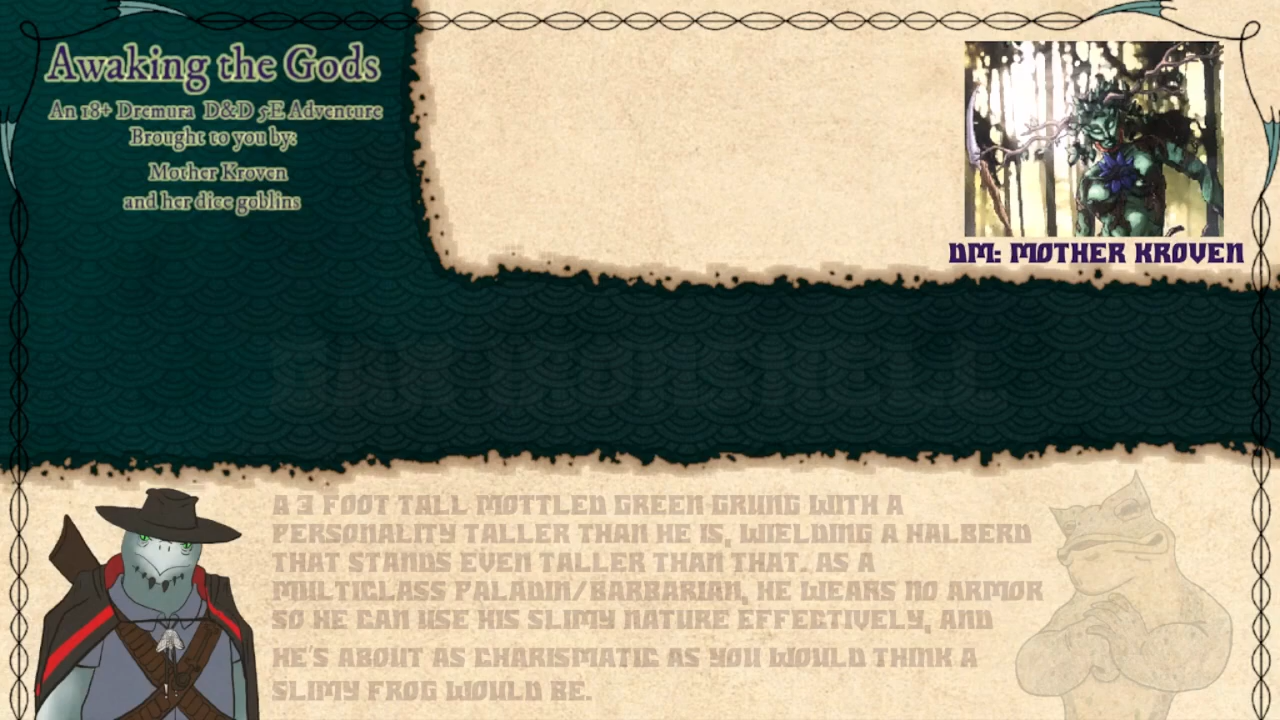 Awaking the Gods
An 18+ Dremura D&D 5E Adventure
Brought to you by:
Mother Kroven
and her dice goblins
DM: MOTHER KROVEN
A 3 FOOT TALL MOTTLED GREEN GRUNG WITH A
PERSONALITY TALLER THAN HE IS, WIELDING A HALBERD
THAT STANDS EVEN TALLER THAN THAT. AS A
MULTICLASS PALADIN/BARBARIAN, HE WEARS NO ARMOR
SO HE CAN USE HIS SLIMY NATURE EFFECTIVELY, AND
HE'S ABOUT AS CHARISMATIC AS YOU WOULD THINK A
SLIMY FROG WOULD BE.